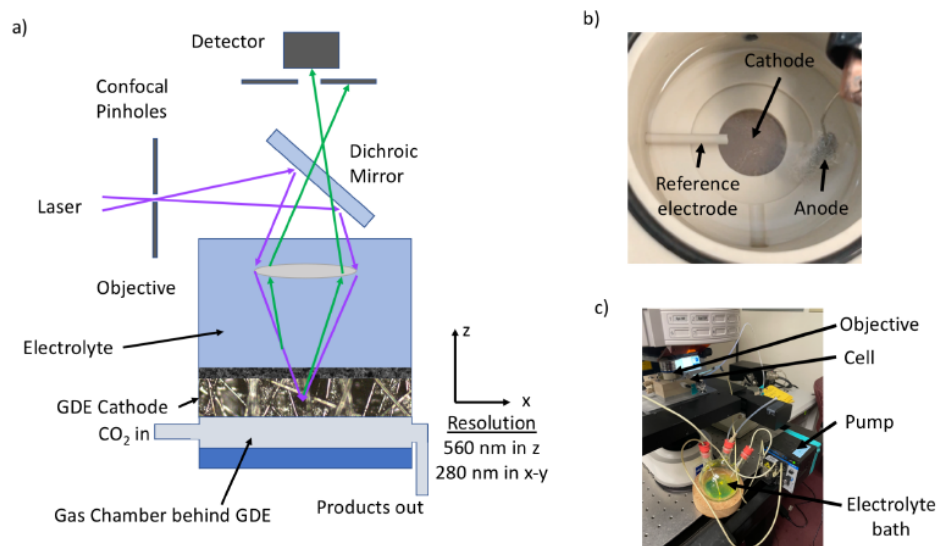 a)
Detector
Confocal
Pinholes
Dichroic
Mirror
Laser
Objective
Electrolyte
GDE Cathode
CO₂ in
z
x
Resolution
560 nm in z
280 nm in x-y
Gas Chamber behind GDE
Products out
b)
Cathode
Reference
electrode
Anode
c)
Objective
Cell
Pump
Electrolyte
bath